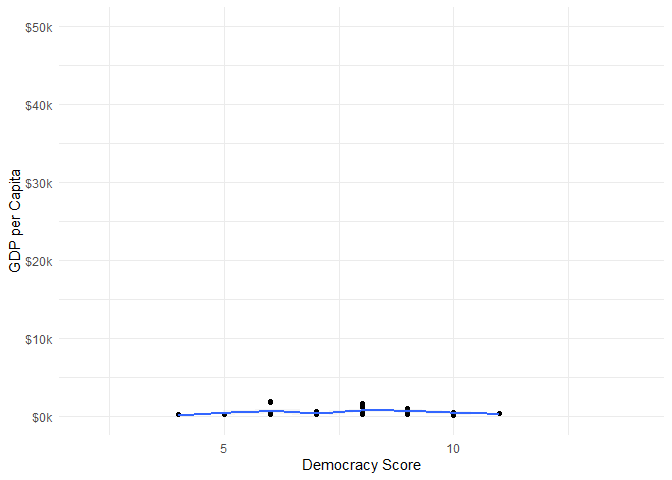 $50k
$40k
$30k
$20k
$10k
$0k
GDP per Capita
5 10
Democracy Score